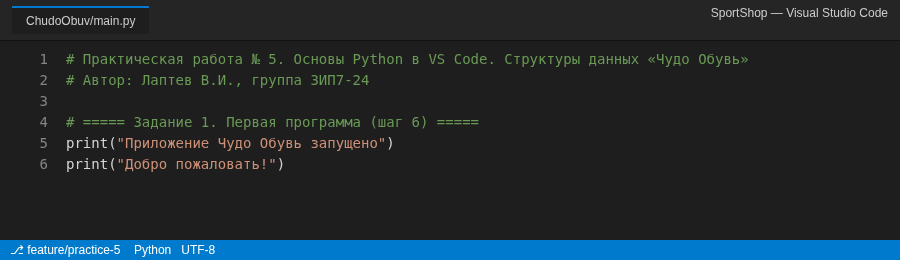 ChudoObuv/main.py
SportShop — Visual Studio Code
1 # Практическая работа № 5. Основы Python в VS Code. Структуры данных «Чудо Обувь»
2 # Автор: Лаптев В.И., группа ЗИП7-24
3
4 # ===== Задание 1. Первая программа (шаг 6) =====
5 print("Приложение Чудо Обувь запущено")
6 print("Добро пожаловать!")
⎇ feature/practice-5 Python UTF-8